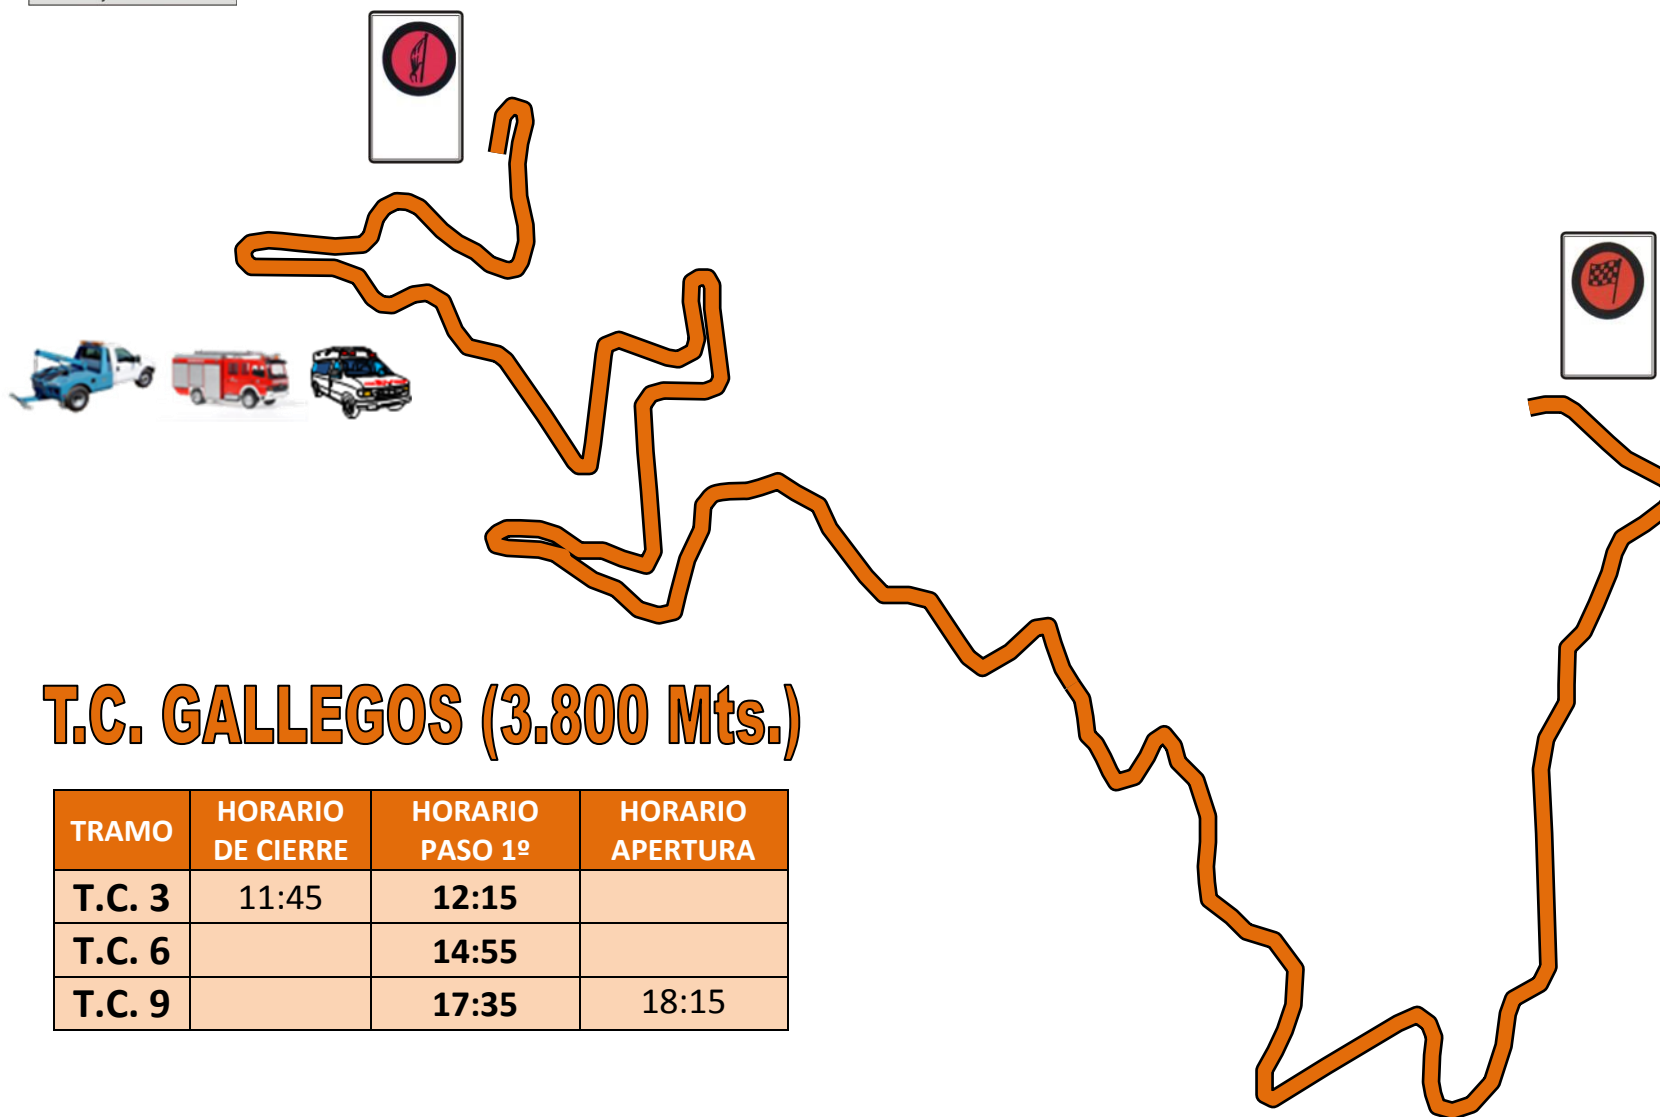 T.C. GALLEGOS (3.800 Mts.)
TRAMO HORARIO DE CIERRE HORARIO PASO 1º HORARIO APERTURA
T.C. 3 11:45 12:15
T.C. 6 14:55
T.C. 9 17:35 18:15